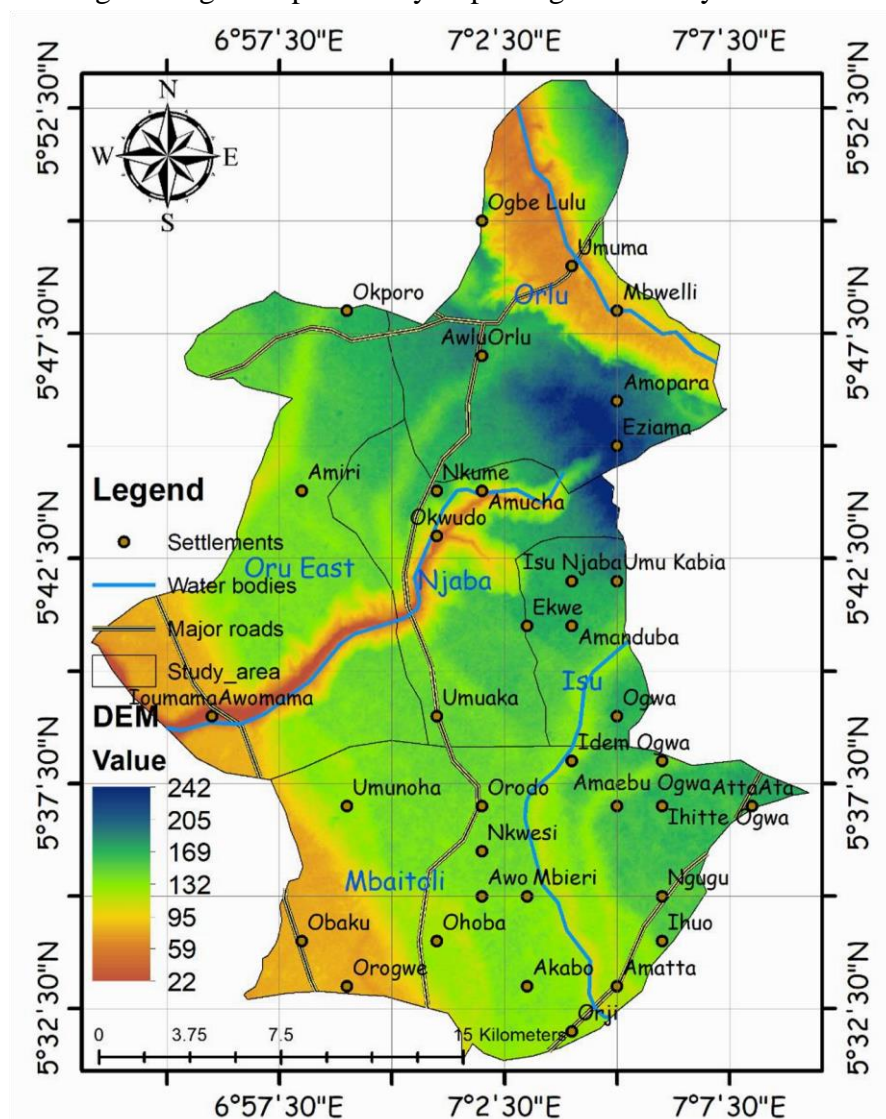 6°57'30"E 7°2'30"E 7°7'30"E
5°52'30"N 5°52'30"N
N
W E
S
Ogbe Lulu
Umuma
Orlu
Okporo Mbwelli
5°47'30"N 5°47'30"N
AwluOrlu
Amopara
Eziama
Legend
Amiri Nkume
Amucha
Okwudo
Settlements
5°42'30"N 5°42'30"N
Oru East Njaba Isu Njaba Umu Kabia
Water bodies
Ekwe
Major roads Amanduba
Study_area Isu
IoumamaAwomama Umuaka Ogwa
DEM
Idem Ogwa
Value
5°37'30"N 5°37'30"N
242 Umunoha Orodo Amaebu Ogwa AttaAta
205 Ihitte Ogwa
169 Nkwesi
132 Mbaitoli Awo Mbieri Ngugu
95 Obaku Ohoba Ihuo
59
22 Orogwe Akabo Amatta
5°32'30"N 5°32'30"N
Orji
0 3.75 7.5 15 Kilometers
6°57'30"E 7°2'30"E 7°7'30"E